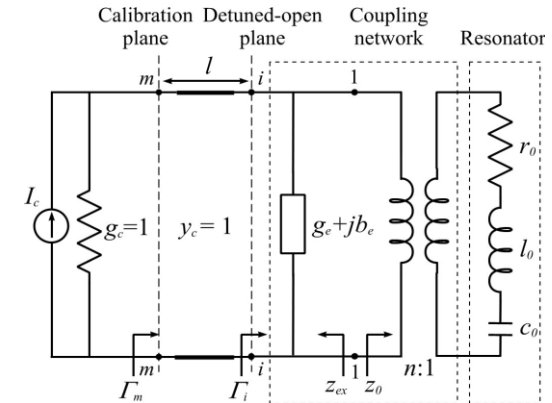 Calibration plane
Detuned-open plane
Coupling network
Resonator
m
l
i
1
I_c
g_c=1
y_c= 1
g_e+jb_e
r_0
l_0
c_0
m
i
1
n:1
Γ_m
Γ_i
z_ex
z_0